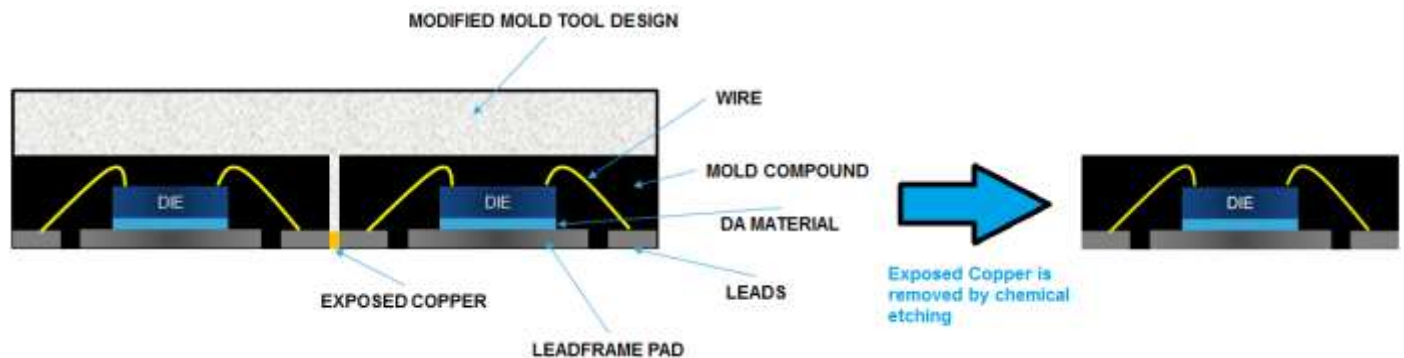 MODIFIED MOLD TOOL DESIGN
WIRE
MOLD COMPOUND
DIE
DIE
DIE
DA MATERIAL
LEADS
EXPOSED COPPER
LEADFRAME PAD
Exposed Copper is
removed by chemical
etching